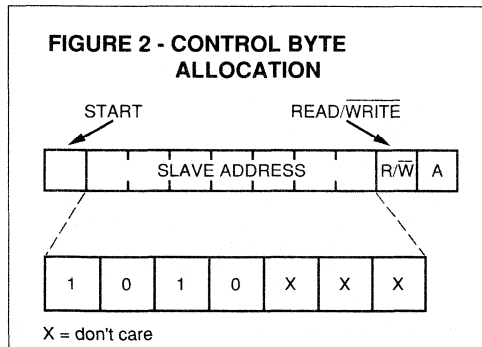 FIGURE 2 - CONTROL BYTE
ALLOCATION
START READ/WRITE
SLAVE ADDRESS R/W A
1 0 1 0 X X X
X = don't care